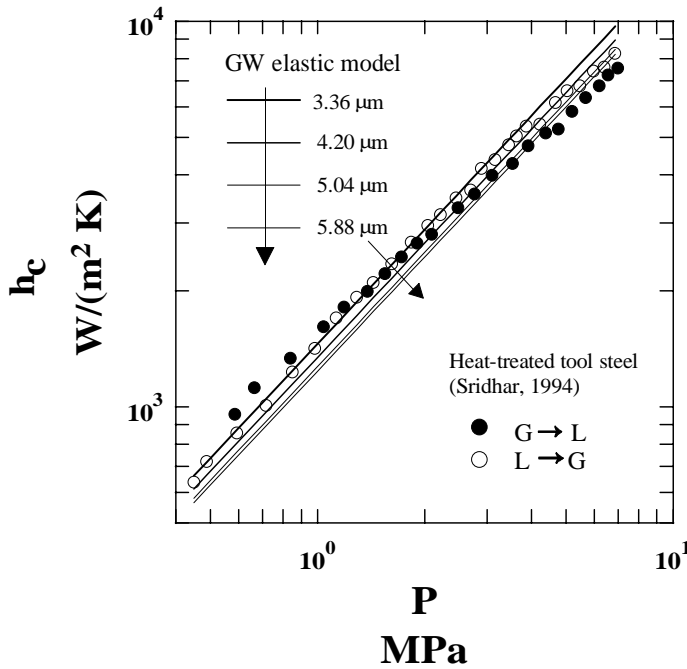 10⁴
GW elastic model
3.36 µm
4.20 µm
5.04 µm
5.88 µm
h_c
W/(m² K)
Heat-treated tool steel
(Sridhar, 1994)
G → L
L → G
10³
10⁰
10¹
P
MPa